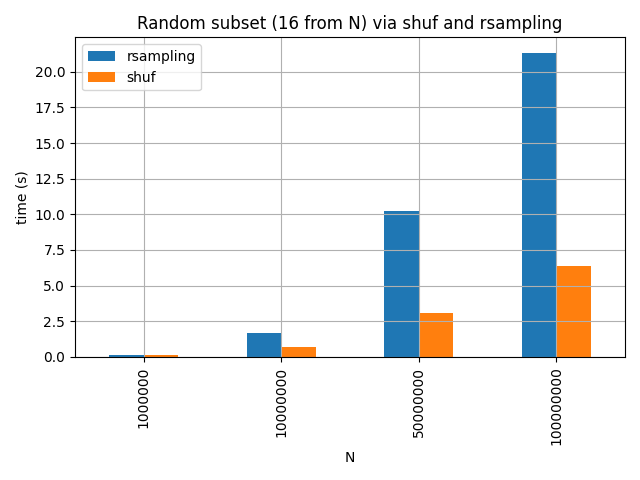 Random subset (16 from N) via shuf and rsampling
rsampling
shuf
20.0
17.5
15.0
12.5
10.0
7.5
5.0
2.5
0.0
time (s)
1000000
10000000
50000000
100000000
N